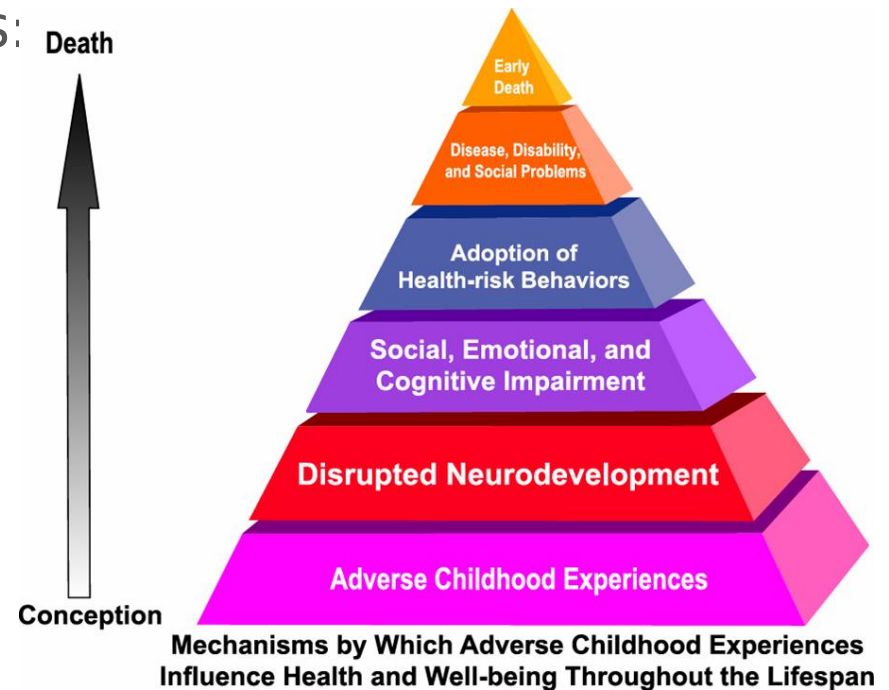 s:
Death
Early
Death
Disease, Disability,
and Social Problems
Adoption of
Health-risk Behaviors
Social, Emotional, and
Cognitive Impairment
Disrupted Neurodevelopment
Adverse Childhood Experiences
Conception
Mechanisms by Which Adverse Childhood Experiences
Influence Health and Well-being Throughout the Lifespan